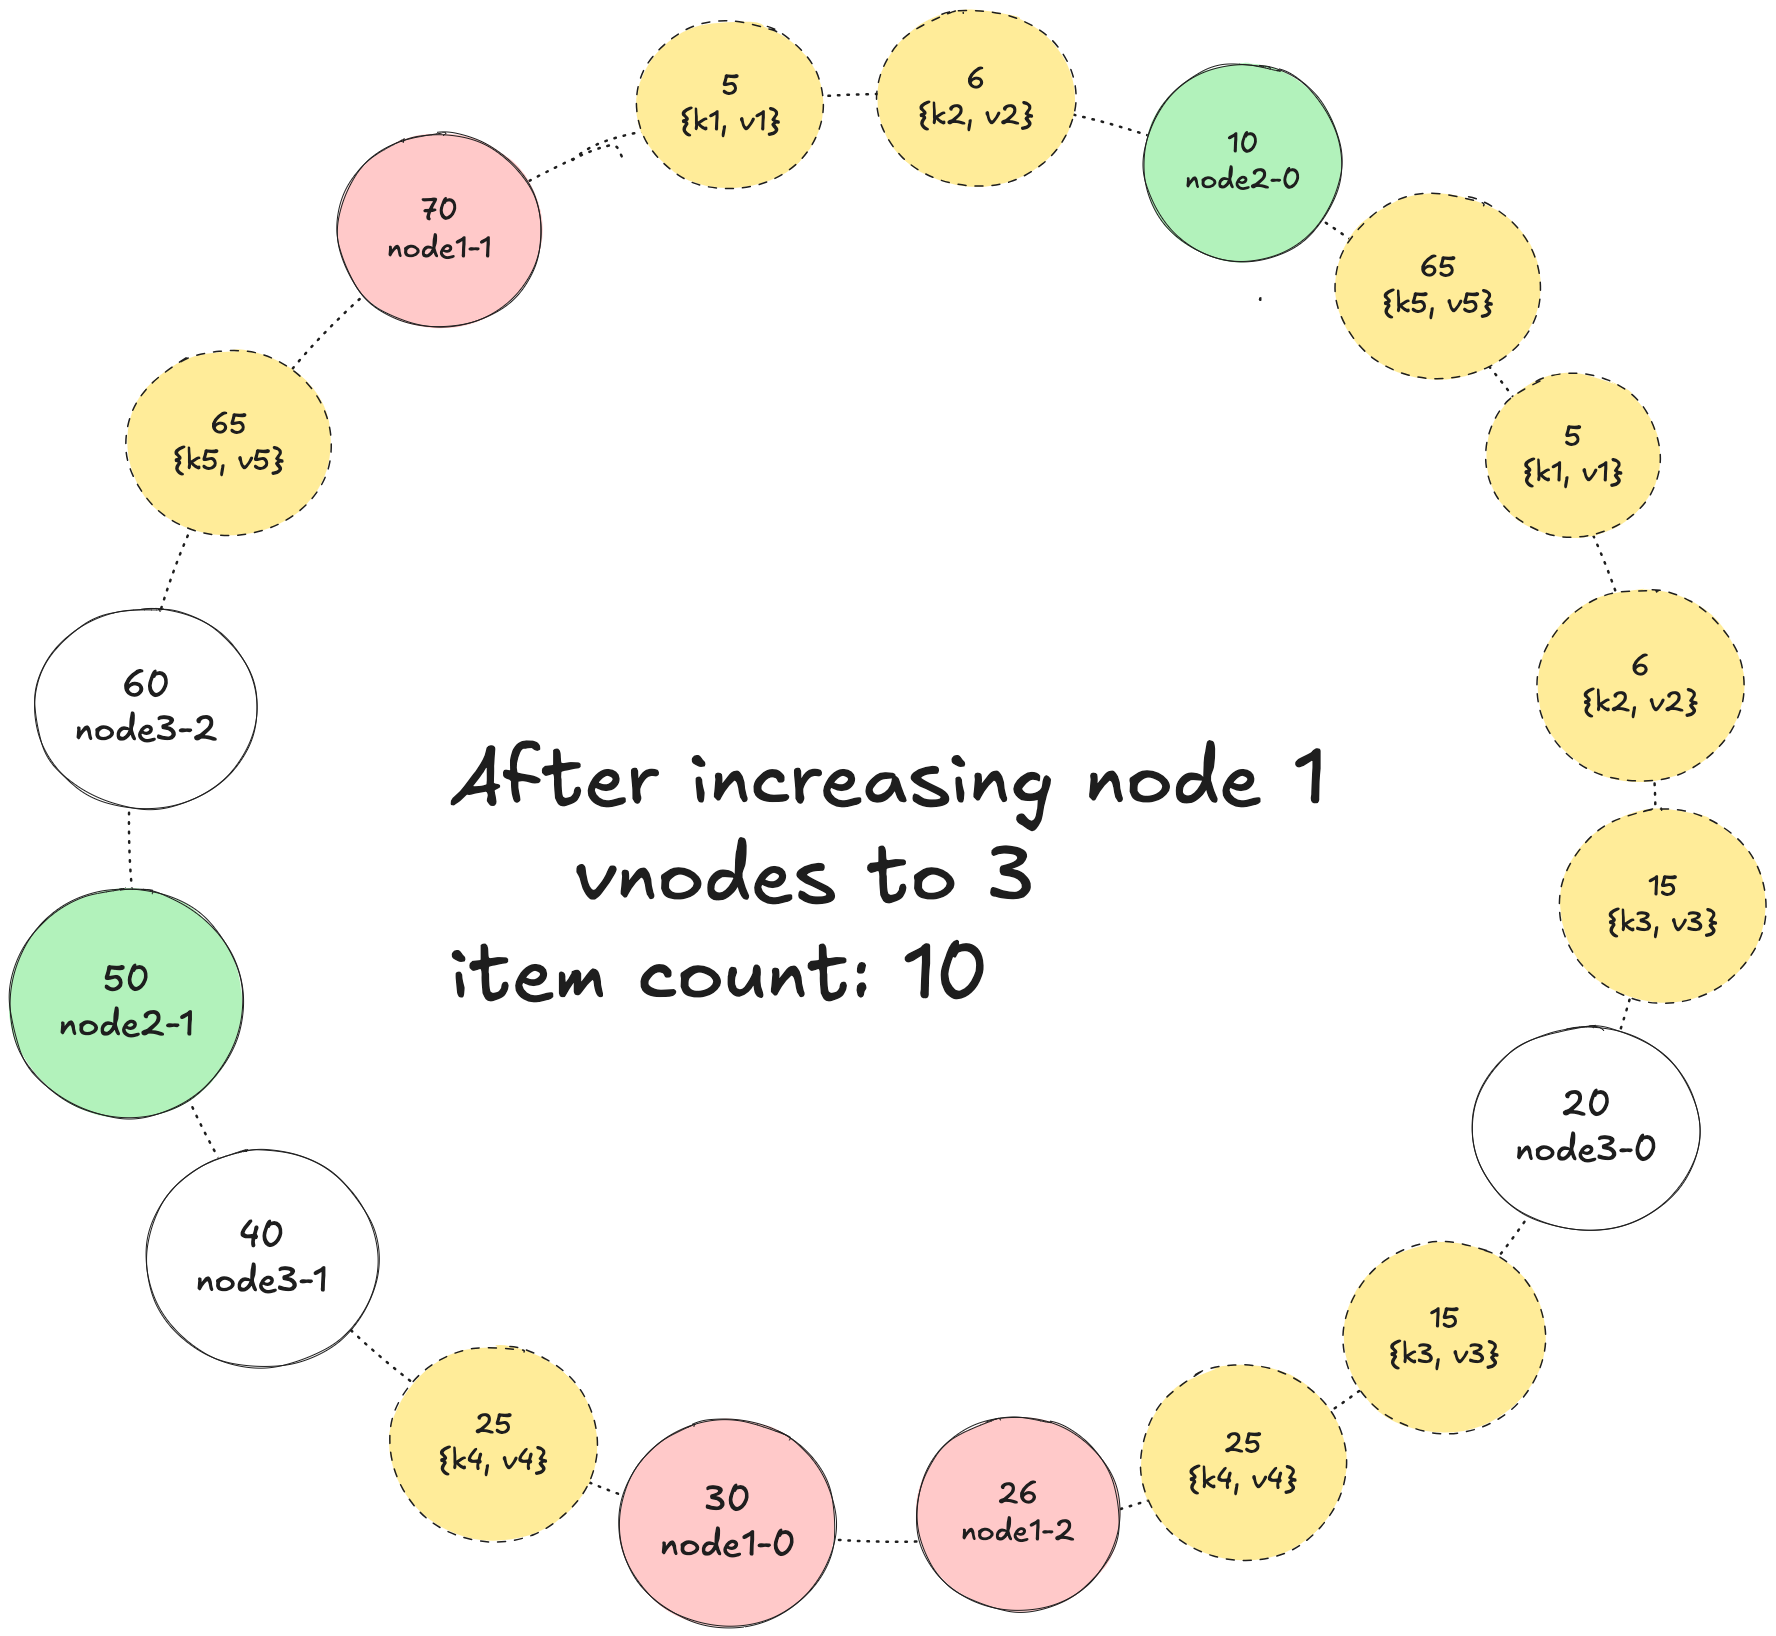 5
{k1, v1}
6
{k2, v2}
10
node2-0
65
{k5, v5}
5
{k1, v1}
6
{k2, v2}
15
{k3, v3}
20
node3-0
15
{k3, v3}
25
{k4, v4}
26
node1-2
30
node1-0
25
{k4, v4}
40
node3-1
50
node2-1
60
node3-2
65
{k5, v5}
70
node1-1
After increasing node 1
vnodes to 3
item count: 10